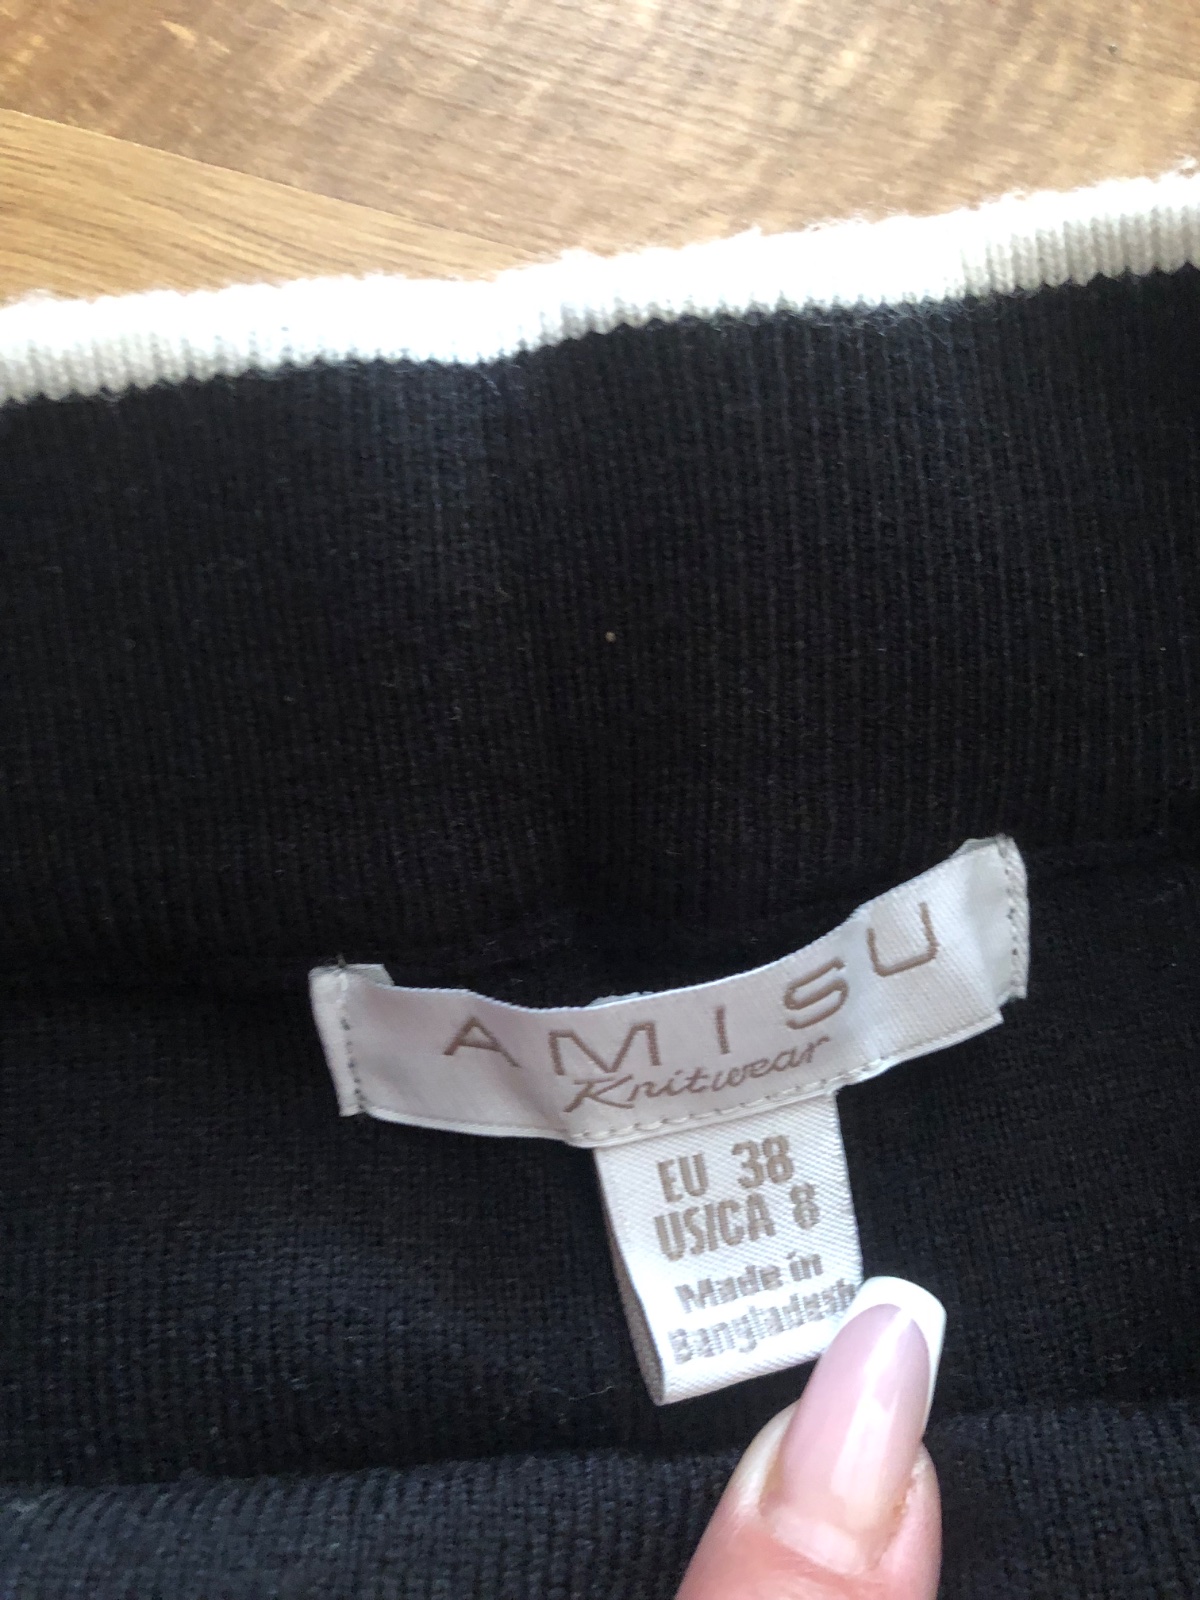 AMISU
Knitwear
EU 38
US/CA 8
Made in
Bangladesh